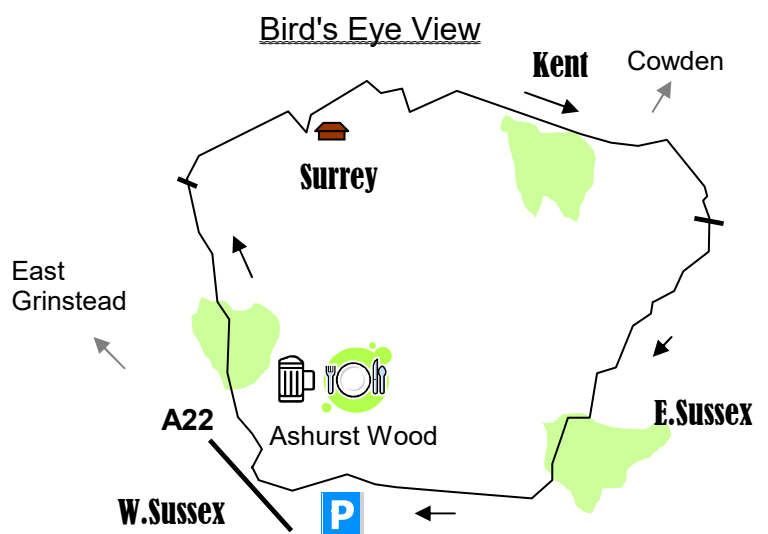 Bird's Eye View
Kent
Cowden
Surrey
East
Grinstead
A22
Ashurst Wood
E.Sussex
W.Sussex
P